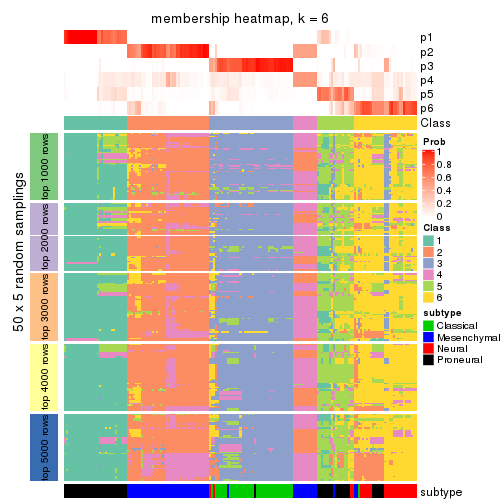 membership heatmap, k = 6
p1
p2
p3
p4
p5
p6
Class
50 x 5 random samplings
top 1000 rows
top 2000 rows
top 3000 rows
top 4000 rows
top 5000 rows
Prob
1
0.8
0.6
0.4
0.2
0
Class
1
2
3
4
5
6
subtype
Classical
Mesenchymal
Neural
Proneural
subtype